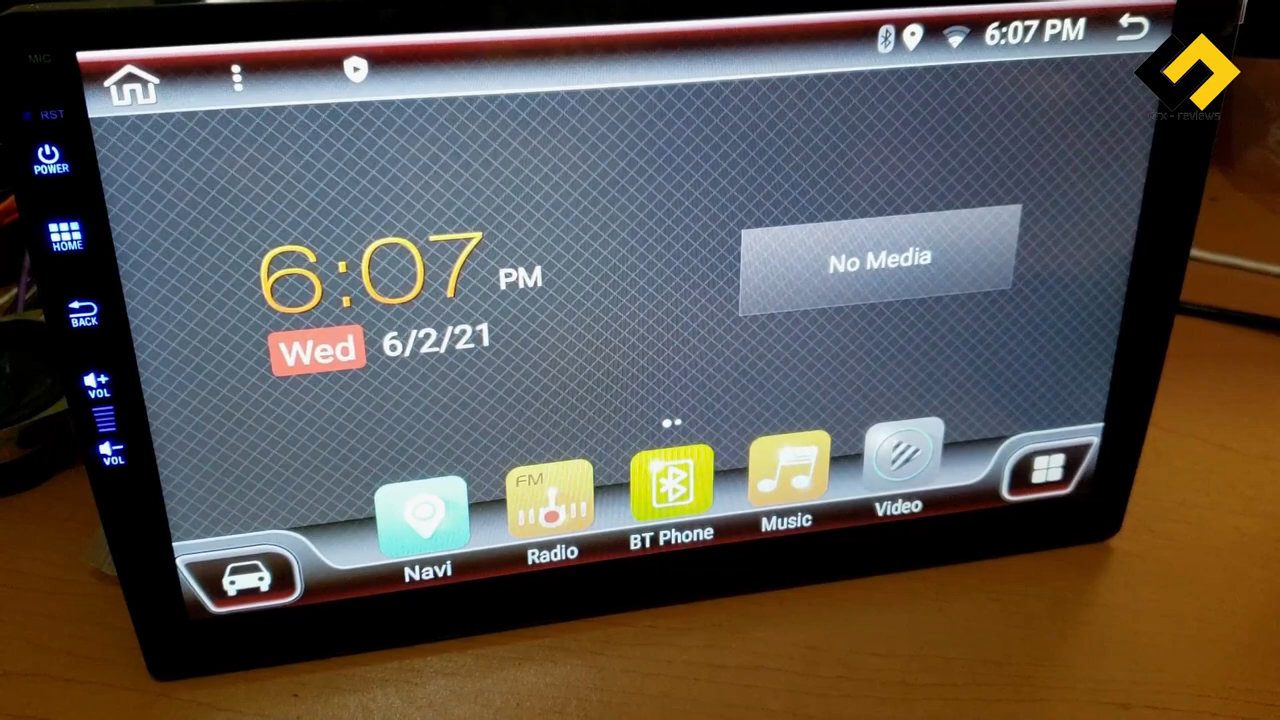 MIC
6:07 PM
RST
POWER
HOME
BACK
VOL
VOL
6:07 PM
Wed 6/2/21
No Media
FM
Navi
Radio
BT Phone
Music
Video
- reviews